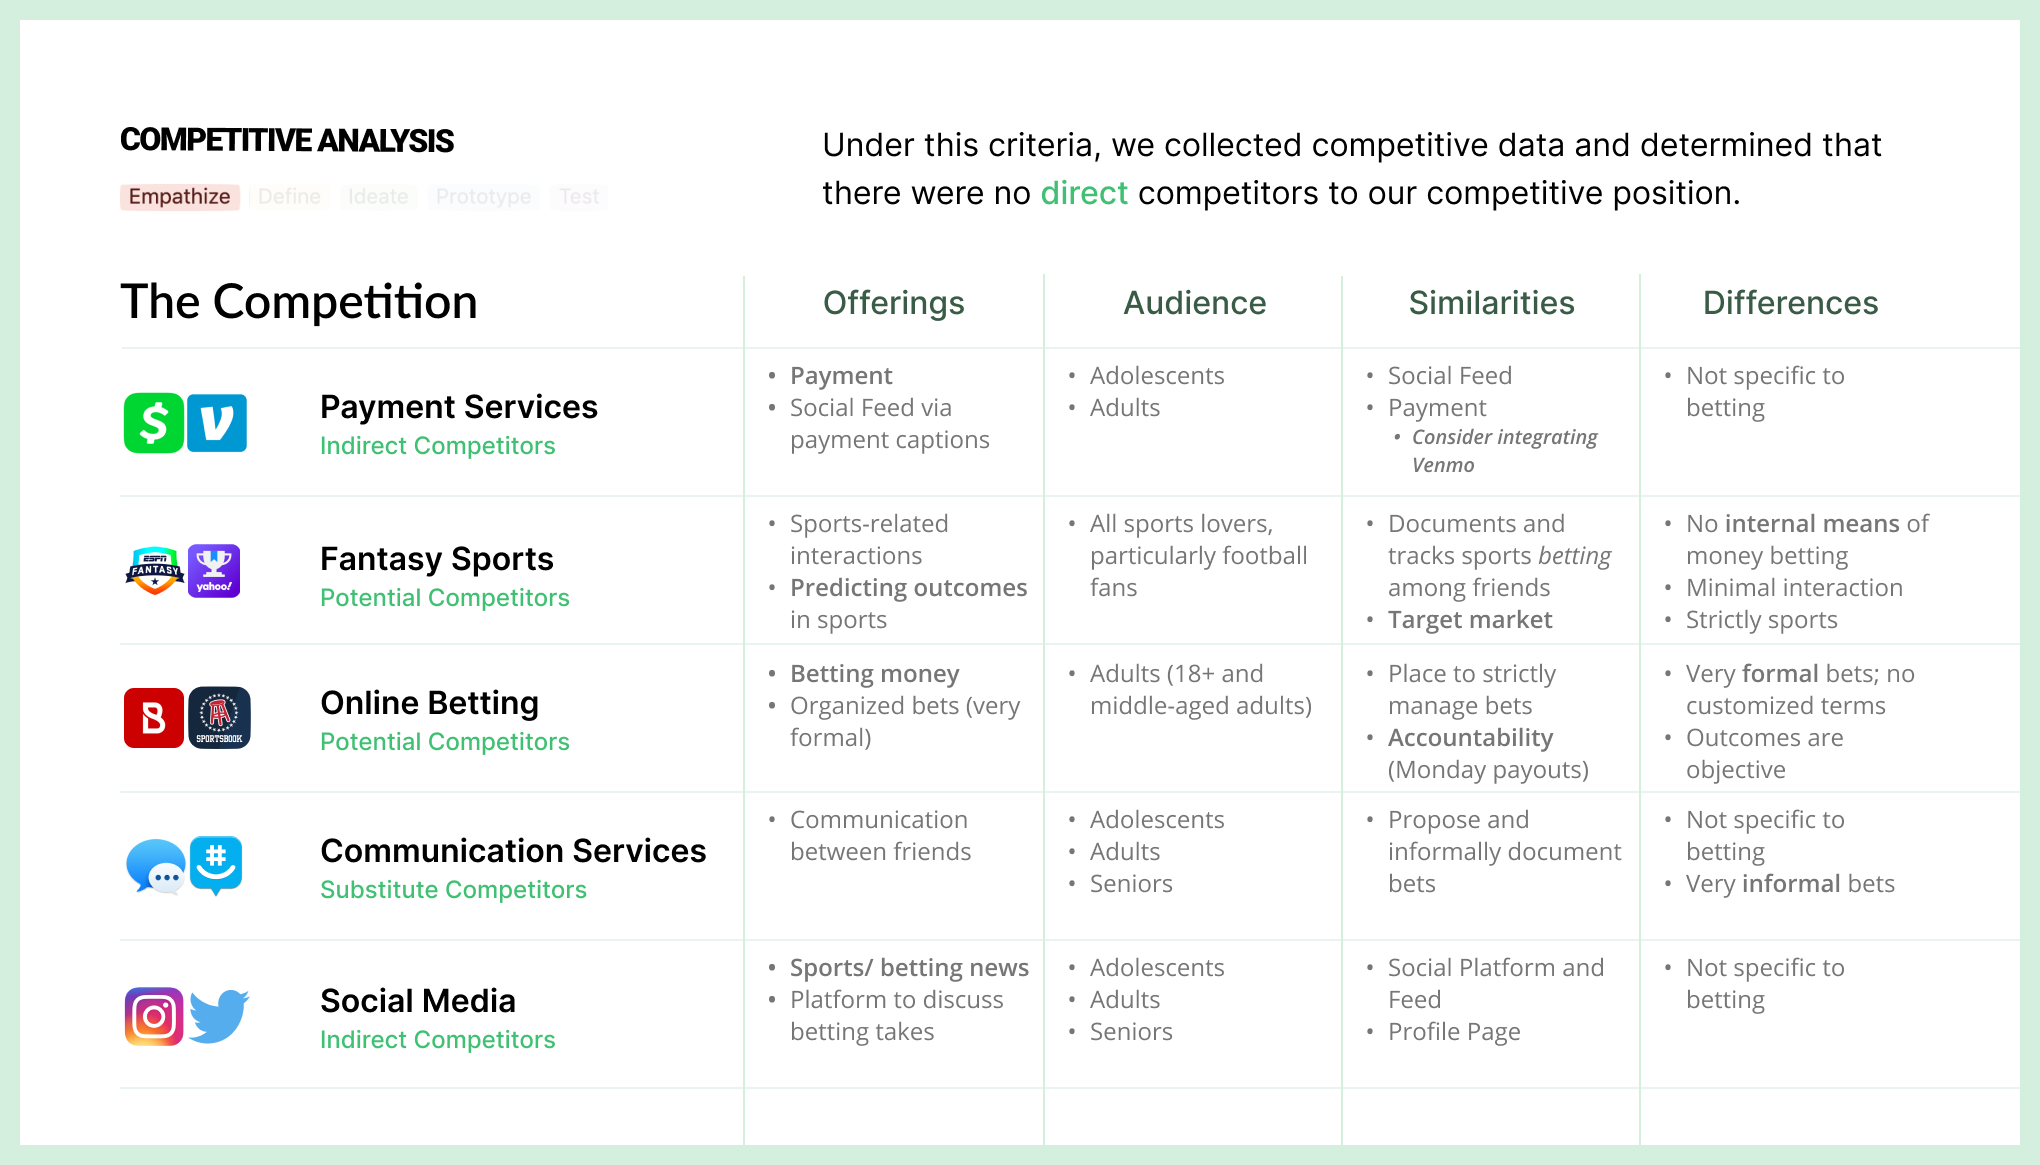 COMPETITIVE ANALYSIS
Empathize Define Ideate Prototype Test
Under this criteria, we collected competitive data and determined that
there were no direct competitors to our competitive position.
The Competition
Offerings
Audience
Similarities
Differences
$ V
Payment Services
Indirect Competitors
• Payment
• Social Feed via
payment captions
• Adolescents
• Adults
• Social Feed
• Payment
• Consider integrating
Venmo
• Not specific to
betting
ESPN
FANTASY
yahoo!
Fantasy Sports
Potential Competitors
• Sports-related
interactions
• Predicting outcomes
in sports
• All sports lovers,
particularly football
fans
• Documents and
tracks sports betting
among friends
• Target market
• No internal means of
money betting
• Minimal interaction
• Strictly sports
B
SPORTSBOOK
Online Betting
Potential Competitors
• Betting money
• Organized bets (very
formal)
• Adults (18+ and
middle-aged adults)
• Place to strictly
manage bets
• Accountability
(Monday payouts)
• Very formal bets; no
customized terms
• Outcomes are
objective
#
Communication Services
Substitute Competitors
• Communication
between friends
• Adolescents
• Adults
• Seniors
• Propose and
informally document
bets
• Not specific to
betting
• Very informal bets
Social Media
Indirect Competitors
• Sports/ betting news
• Platform to discuss
betting takes
• Adolescents
• Adults
• Seniors
• Social Platform and
Feed
• Profile Page
• Not specific to
betting